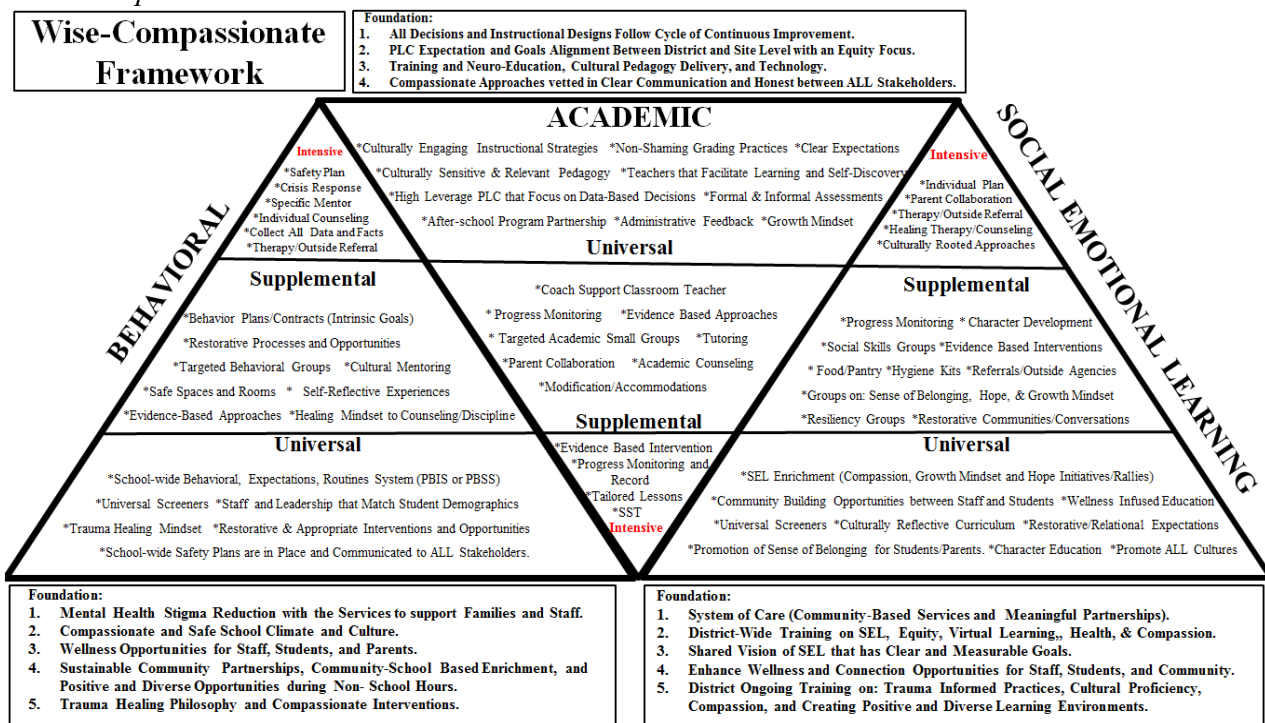 Wise-Compassionate
Framework
Foundation:
1. All Decisions and Instructional Designs Follow Cycle of Continuous Improvement.
2. PLC Expectation and Goals Alignment Between District and Site Level with an Equity Focus.
3. Training and Neuro-Education, Cultural Pedagogy Delivery, and Technology.
4. Compassionate Approaches vetted in Clear Communication and Honest between ALL Stakeholders.
BEHAVIORAL
Intensive
*Safety Plan
*Crisis Response
*Specific Mentor
*Individual Counseling
*Collect All Data and Facts
*Therapy/Outside Referral
Supplemental
*Behavior Plans/Contracts (Intrinsic Goals)
*Restorative Processes and Opportunities
*Targeted Behavioral Groups *Cultural Mentoring
*Safe Spaces and Rooms * Self-Reflective Experiences
*Evidence-Based Approaches *Healing Mindset to Counseling/Discipline
Universal
*School-wide Behavioral, Expectations, Routines System (PBIS or PBSS)
*Universal Screeners *Staff and Leadership that Match Student Demographics
*Trauma Healing Mindset *Restorative & Appropriate Interventions and Opportunities
*School-wide Safety Plans are in Place and Communicated to ALL Stakeholders.
ACADEMIC
*Culturally Engaging Instructional Strategies *Non-Shaming Grading Practices *Clear Expectations
*Culturally Sensitive & Relevant Pedagogy *Teachers that Facilitate Learning and Self-Discovery
*High Leverage PLC that Focus on Data-Based Decisions *Formal & Informal Assessments
*After-school Program Partnership *Administrative Feedback *Growth Mindset
Universal
*Coach Support Classroom Teacher
* Progress Monitoring *Evidence Based Approaches
* Targeted Academic Small Groups *Tutoring
*Parent Collaboration *Academic Counseling
*Modification/Accommodations
Supplemental
*Evidence Based Intervention
*Progress Monitoring and
Record
*Tailored Lessons
*SST
Intensive
SOCIAL EMOTIONAL LEARNING
Intensive
*Individual Plan
*Parent Collaboration
*Therapy/Outside Referral
*Healing Therapy/Counseling
*Culturally Rooted Approaches
Supplemental
*Progress Monitoring * Character Development
*Social Skills Groups *Evidence Based Interventions
* Food/Pantry *Hygiene Kits *Referrals/Outside Agencies
*Groups on: Sense of Belonging, Hope, & Growth Mindset
*Resiliency Groups *Restorative Communities/Conversations
Universal
*SEL Enrichment (Compassion, Growth Mindset and Hope Initiatives/Rallies)
*Community Building Opportunities between Staff and Students *Wellness Infused Education
*Universal Screeners *Culturally Reflective Curriculum *Restorative/Relational Expectations
*Promotion of Sense of Belonging for Students/Parents. *Character Education *Promote ALL Cultures
Foundation:
1. Mental Health Stigma Reduction with the Services to support Families and Staff.
2. Compassionate and Safe School Climate and Culture.
3. Wellness Opportunities for Staff, Students, and Parents.
4. Sustainable Community Partnerships, Community-School Based Enrichment, and
Positive and Diverse Opportunities during Non- School Hours.
5. Trauma Healing Philosophy and Compassionate Interventions.
Foundation:
1. System of Care (Community-Based Services and Meaningful Partnerships).
2. District-Wide Training on SEL, Equity, Virtual Learning,, Health, & Compassion.
3. Shared Vision of SEL that has Clear and Measurable Goals.
4. Enhance Wellness and Connection Opportunities for Staff, Students, and Community.
5. District Ongoing Training on: Trauma Informed Practices, Cultural Proficiency,
Compassion, and Creating Positive and Diverse Learning Environments.